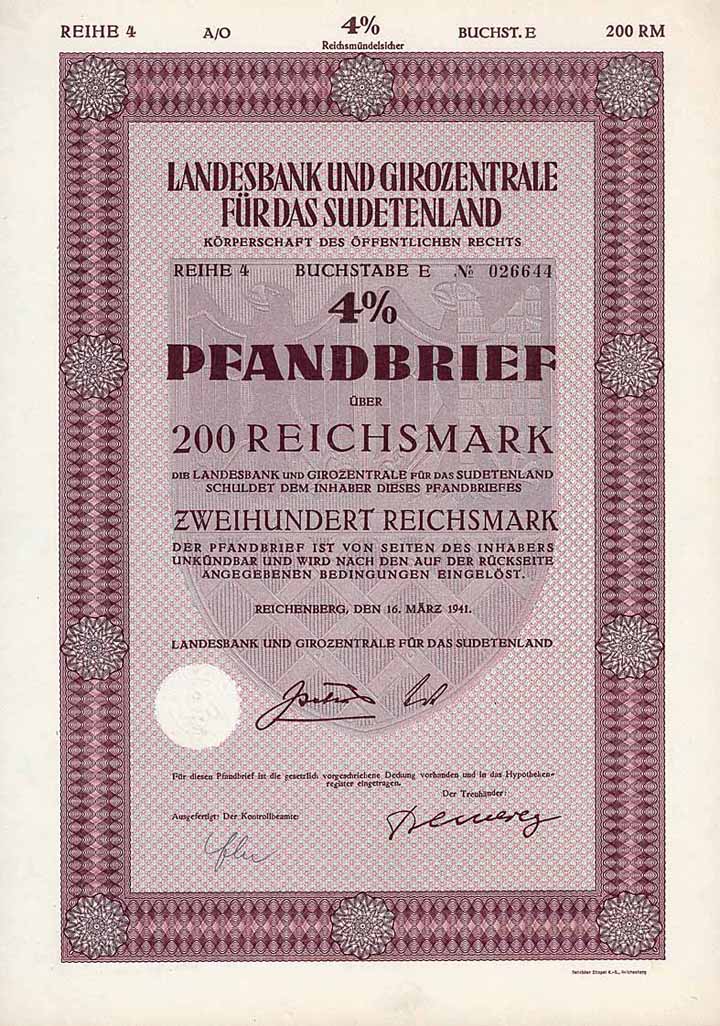 REIHE 4 A/O 4% BUCHST. E 200 RM
Reichsmündelsicher
LANDESBANK UND GIROZENTRALE
FÜR DAS SUDETENLAND
KÖRPERSCHAFT DES ÖFFENTLICHEN RECHTS
REIHE 4 BUCHSTABE E № 026644
4%
PFANDBRIEF
ÜBER
200 REICHSMARK
DIE LANDESBANK UND GIROZENTRALE FÜR DAS SUDETENLAND
SCHULDET DEM INHABER DIESES PFANDBRIEFES
ZWEIHUNDERT REICHSMARK
DER PFANDBRIEF IST VON SEITEN DES INHABERS
UNKÜNDBAR UND WIRD NACH DEN AUF DER RÜCKSEITE
ANGEGEBENEN BEDINGUNGEN EINGELÖST.
REICHENBERG, DEN 16. MÄRZ 1941.
LANDESBANK UND GIROZENTRALE FÜR DAS SUDETENLAND
Für diesen Pfandbrief ist die gesetzlich vorgeschriebene Deckung vorhanden und in das Hypotheken-
register eingetragen.
Der Treuhänder:
Ausgefertigt: Der Kontrollbeamte: